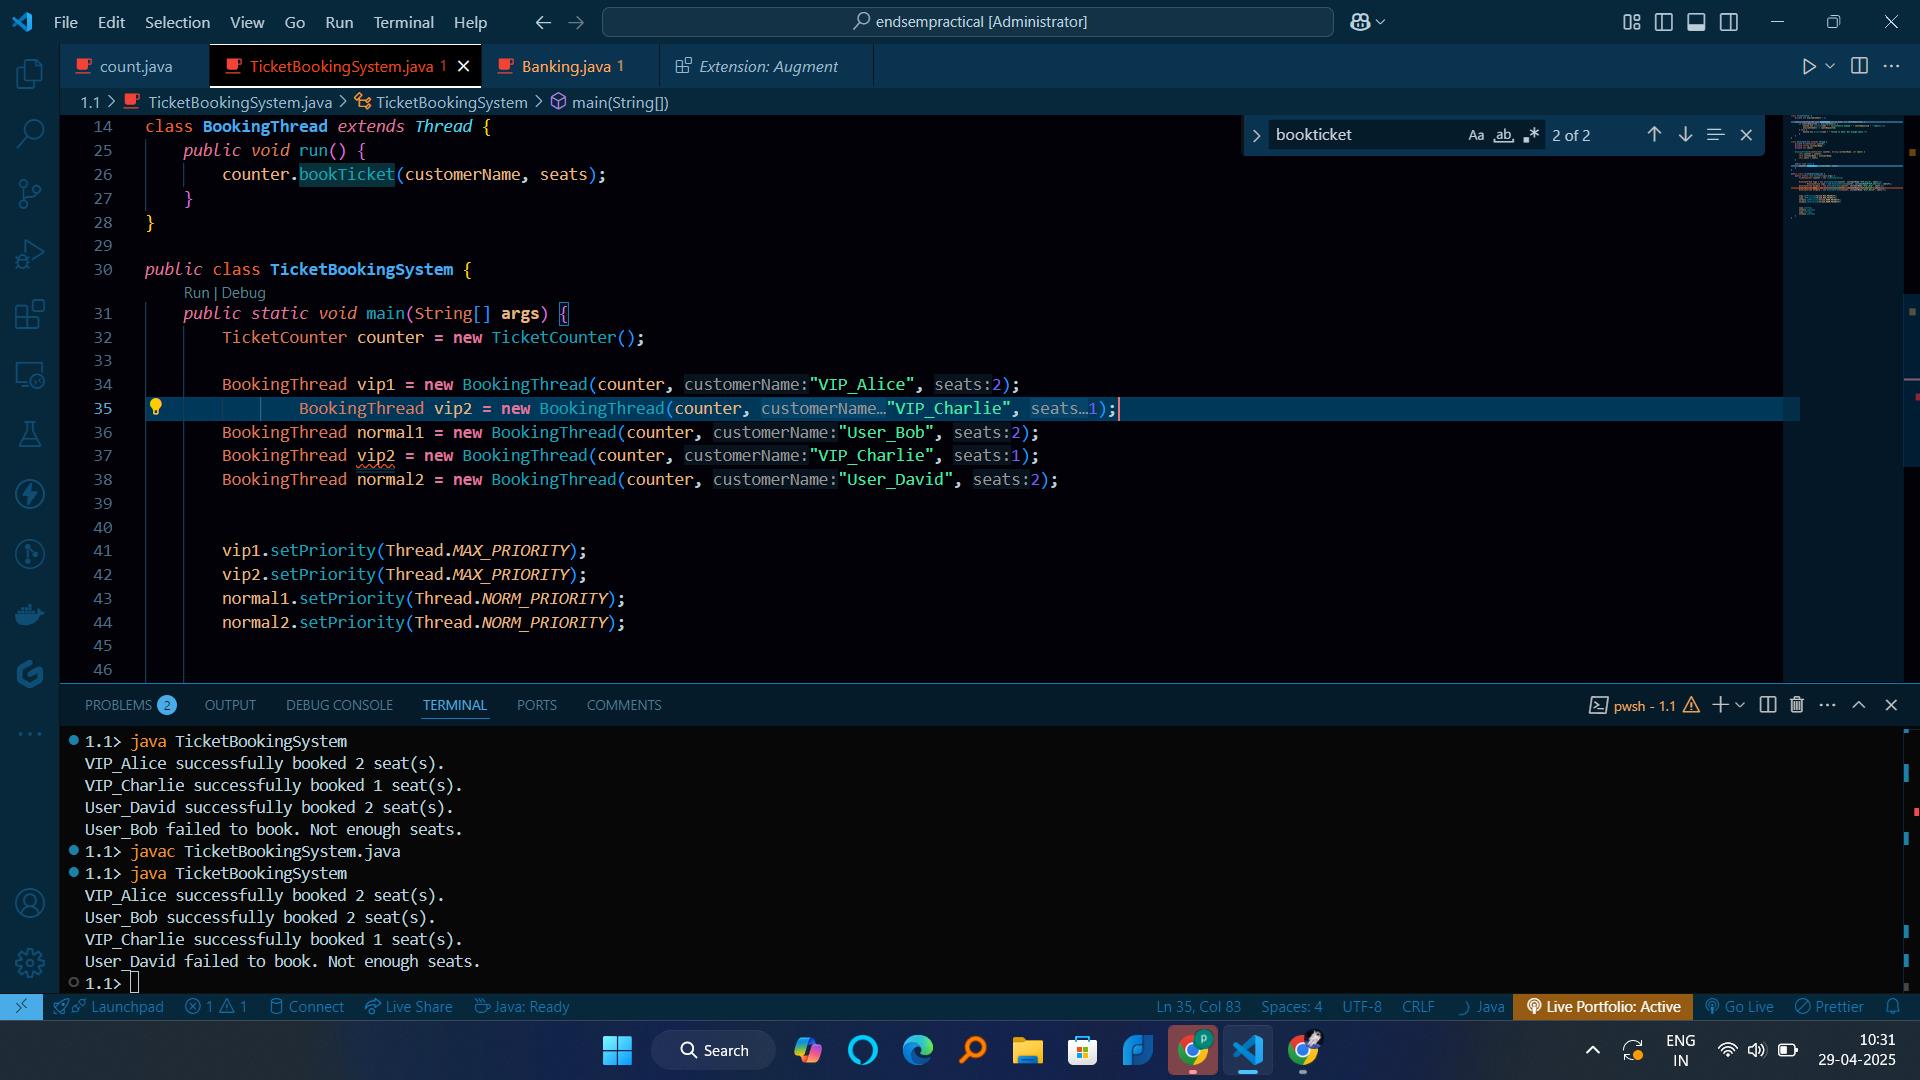 File Edit Selection View Go Run Terminal Help
endsempractical [Administrator]
count.java TicketBookingSystem.java 1 Banking.java 1 Extension: Augment
1.1 > TicketBookingSystem.java > TicketBookingSystem > main(String[])
bookticket Aa ab 2 of 2
14 class BookingThread extends Thread {
25 public void run() {
26 counter.bookTicket(customerName, seats);
27 }
28 }
29
30 public class TicketBookingSystem {
Run | Debug
31 public static void main(String[] args) {
32 TicketCounter counter = new TicketCounter();
33
34 BookingThread vip1 = new BookingThread(counter, customerName:"VIP_Alice", seats:2);
35 BookingThread vip2 = new BookingThread(counter, customerName…"VIP_Charlie", seats…1);
36 BookingThread normal1 = new BookingThread(counter, customerName:"User_Bob", seats:2);
37 BookingThread vip2 = new BookingThread(counter, customerName:"VIP_Charlie", seats:1);
38 BookingThread normal2 = new BookingThread(counter, customerName:"User_David", seats:2);
39
40
41 vip1.setPriority(Thread.MAX_PRIORITY);
42 vip2.setPriority(Thread.MAX_PRIORITY);
43 normal1.setPriority(Thread.NORM_PRIORITY);
44 normal2.setPriority(Thread.NORM_PRIORITY);
45
46
PROBLEMS 2 OUTPUT DEBUG CONSOLE TERMINAL PORTS COMMENTS pwsh - 1.1
1.1> java TicketBookingSystem
VIP_Alice successfully booked 2 seat(s).
VIP_Charlie successfully booked 1 seat(s).
User_David successfully booked 2 seat(s).
User_Bob failed to book. Not enough seats.
1.1> javac TicketBookingSystem.java
1.1> java TicketBookingSystem
VIP_Alice successfully booked 2 seat(s).
User_Bob successfully booked 2 seat(s).
VIP_Charlie successfully booked 1 seat(s).
User_David failed to book. Not enough seats.
1.1>
Launchpad 1 1 Connect Live Share Java: Ready Ln 35, Col 83 Spaces: 4 UTF-8 CRLF Java Live Portfolio: Active Go Live Prettier
Search ENG IN 10:31
29-04-2025